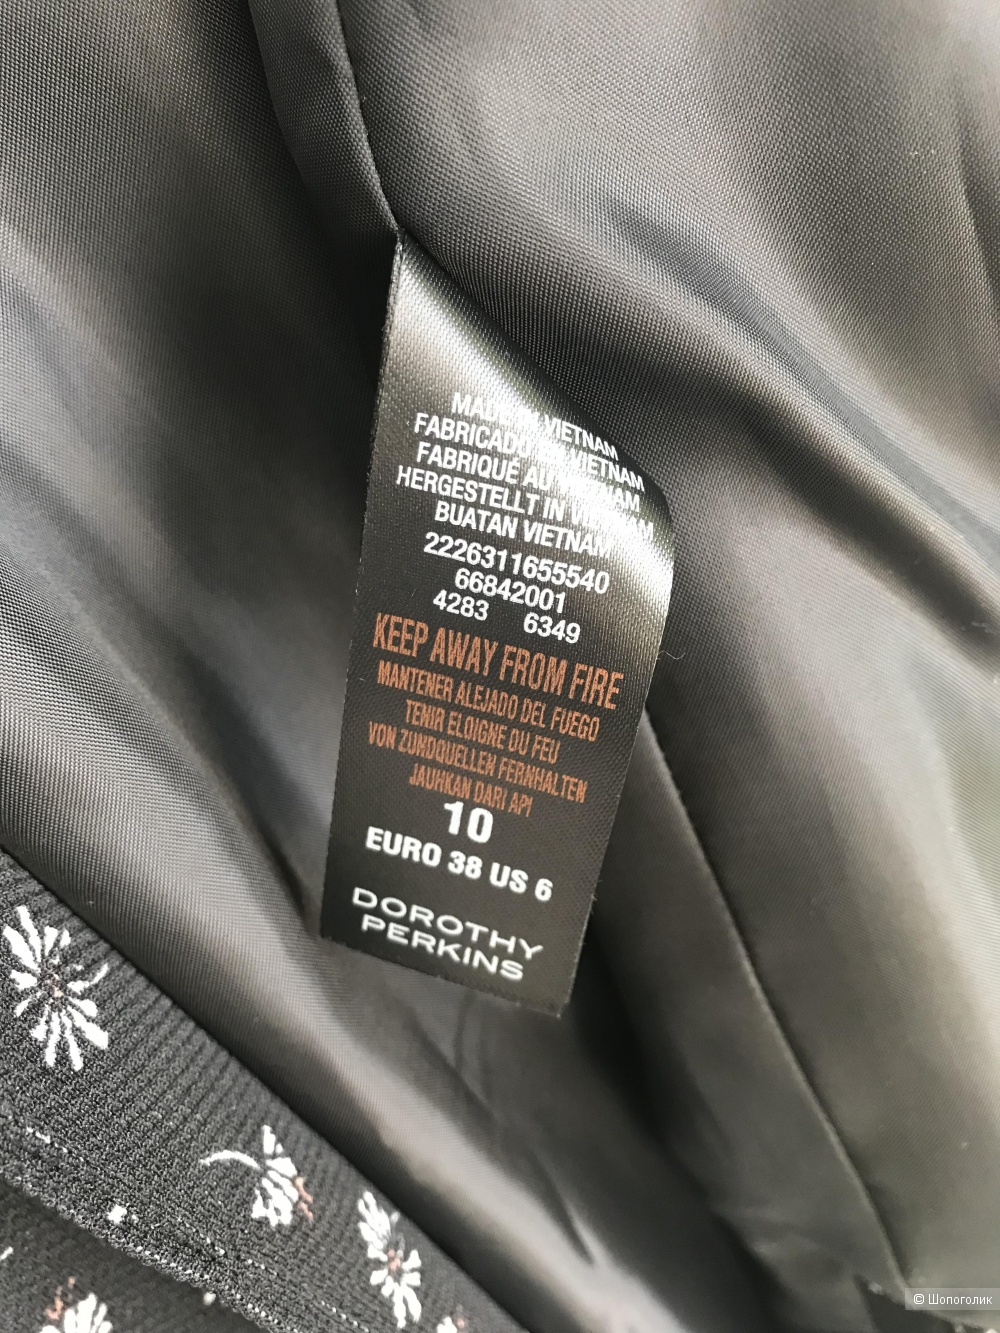 MADE IN VIETNAM
FABRICADO EN VIETNAM
FABRIQUÉ AU VIETNAM
HERGESTELLT IN VIETNAM
BUATAN VIETNAM
2226311655540
66842001
4283 6349
KEEP AWAY FROM FIRE
MANTENER ALEJADO DEL FUEGO
TENIR ELOIGNE DU FEU
VON ZUNDQUELLEN FERNHALTEN
JAUHKAN DARI API
10
EURO 38 US 6
DOROTHY
PERKINS
© Шопоголик